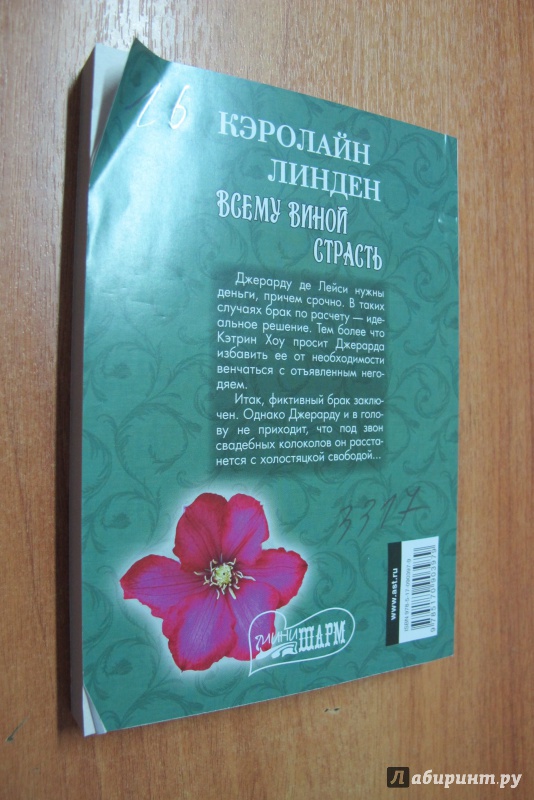 26
КЭРОЛАЙН
ЛИНДЕН
ВСЕМУ ВИНОЙ
СТРАСТЬ
Джерарду де Лейси нужны
деньги, причем срочно. В таких
случаях брак по расчету — иде-
альное решение. Тем более что
Кэтрин Хоу просит Джерарда
избавить ее от необходимости
венчаться с отъявленным него-
дяем.
Итак, фиктивный брак заклю-
чен. Однако Джерарду и в голо-
ву не приходит, что под звон
свадебных колоколов он расста-
нется с холостяцкой свободой...
3317
www.ast.ru
мини
ШАРМ
Лабиринт.ру